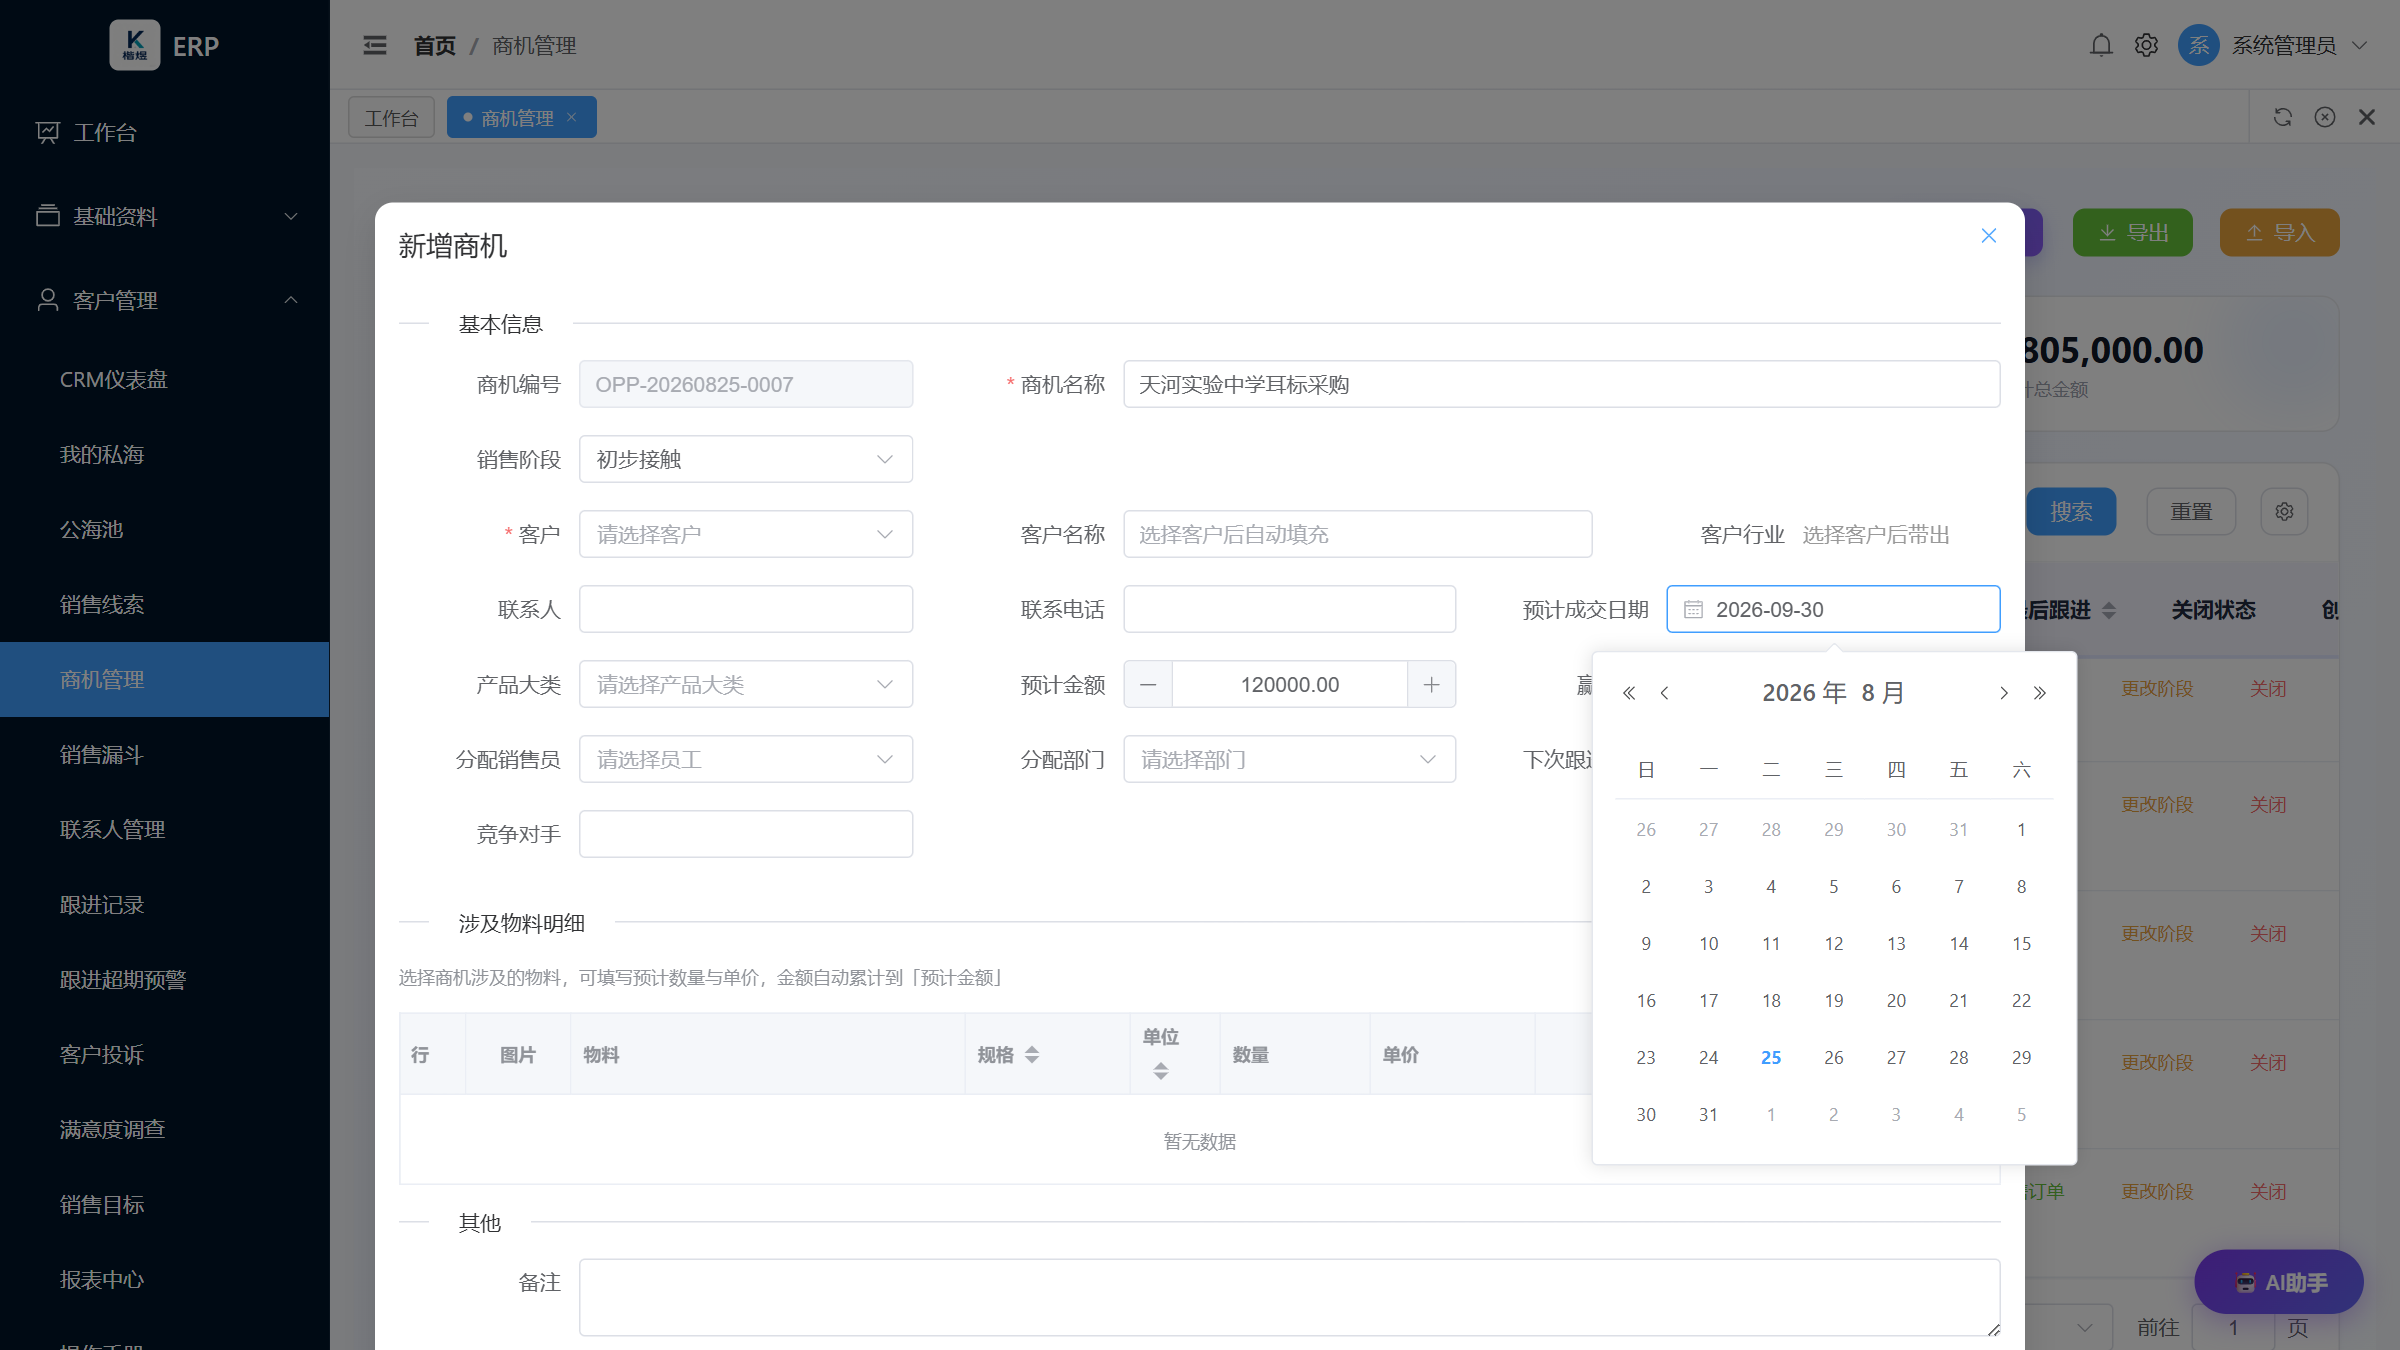 K
楷煜
ERP
工作台
基础资料
客户管理
CRM仪表盘
我的私海
公海池
销售线索
商机管理
销售漏斗
联系人管理
跟进记录
跟进超期预警
客户投诉
满意度调查
销售目标
报表中心
首页 / 商机管理
系 系统管理员
工作台
商机管理
导出
导入
805,000.00
计总金额
搜索
重置
后跟进
关闭状态
创
更改阶段 关闭
更改阶段 关闭
更改阶段 关闭
更改阶段 关闭
订单 更改阶段 关闭
AI助手
前往 1 页
新增商机
基本信息
商机编号 OPP-20260825-0007
* 商机名称 天河实验中学耳标采购
销售阶段 初步接触
* 客户 请选择客户
客户名称 选择客户后自动填充
客户行业 选择客户后带出
联系人
联系电话
预计成交日期 2026-09-30
产品大类 请选择产品大类
预计金额 120000.00
赢
分配销售员 请选择员工
分配部门 请选择部门
下次跟进
竞争对手
2026 年 8 月
日 一 二 三 四 五 六
26 27 28 29 30 31 1
2 3 4 5 6 7 8
9 10 11 12 13 14 15
16 17 18 19 20 21 22
23 24 25 26 27 28 29
30 31 1 2 3 4 5
涉及物料明细
选择商机涉及的物料，可填写预计数量与单价，金额自动累计到「预计金额」
行 图片 物料 规格 单位 数量 单价
暂无数据
其他
备注